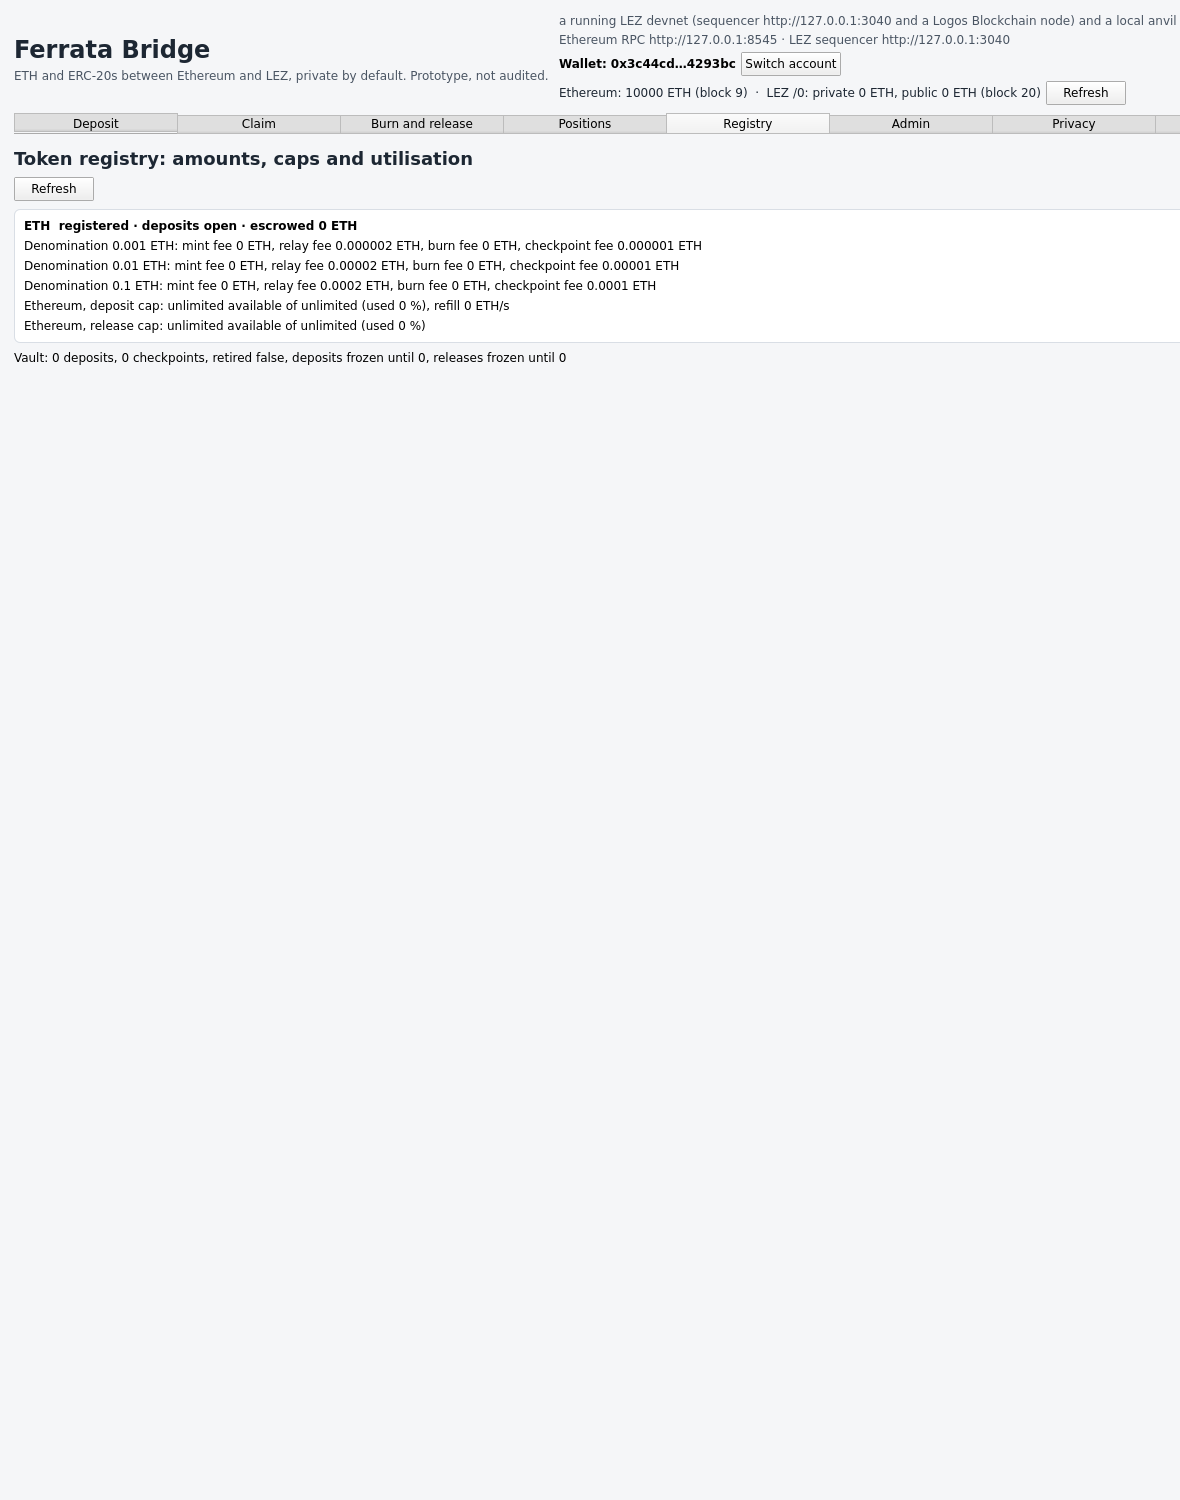 Ferrata Bridge
ETH and ERC-20s between Ethereum and LEZ, private by default. Prototype, not audited.
a running LEZ devnet (sequencer http://127.0.0.1:3040 and a Logos Blockchain node) and a local anvil
Ethereum RPC http://127.0.0.1:8545 · LEZ sequencer http://127.0.0.1:3040
Wallet: 0x3c44cd…4293bc Switch account
Ethereum: 10000 ETH (block 9) · LEZ /0: private 0 ETH, public 0 ETH (block 20) Refresh
Deposit Claim Burn and release Positions Registry Admin Privacy
Token registry: amounts, caps and utilisation
Refresh
ETH registered · deposits open · escrowed 0 ETH
Denomination 0.001 ETH: mint fee 0 ETH, relay fee 0.000002 ETH, burn fee 0 ETH, checkpoint fee 0.000001 ETH
Denomination 0.01 ETH: mint fee 0 ETH, relay fee 0.00002 ETH, burn fee 0 ETH, checkpoint fee 0.00001 ETH
Denomination 0.1 ETH: mint fee 0 ETH, relay fee 0.0002 ETH, burn fee 0 ETH, checkpoint fee 0.0001 ETH
Ethereum, deposit cap: unlimited available of unlimited (used 0 %), refill 0 ETH/s
Ethereum, release cap: unlimited available of unlimited (used 0 %)
Vault: 0 deposits, 0 checkpoints, retired false, deposits frozen until 0, releases frozen until 0